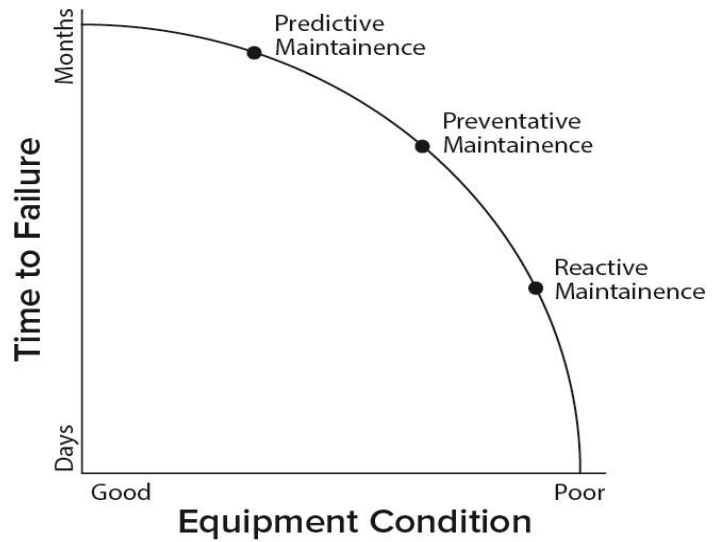 Months
Predictive
Maintainence
Preventative
Maintainence
Time to Failure
Reactive
Maintainence
Days
Good
Poor
Equipment Condition